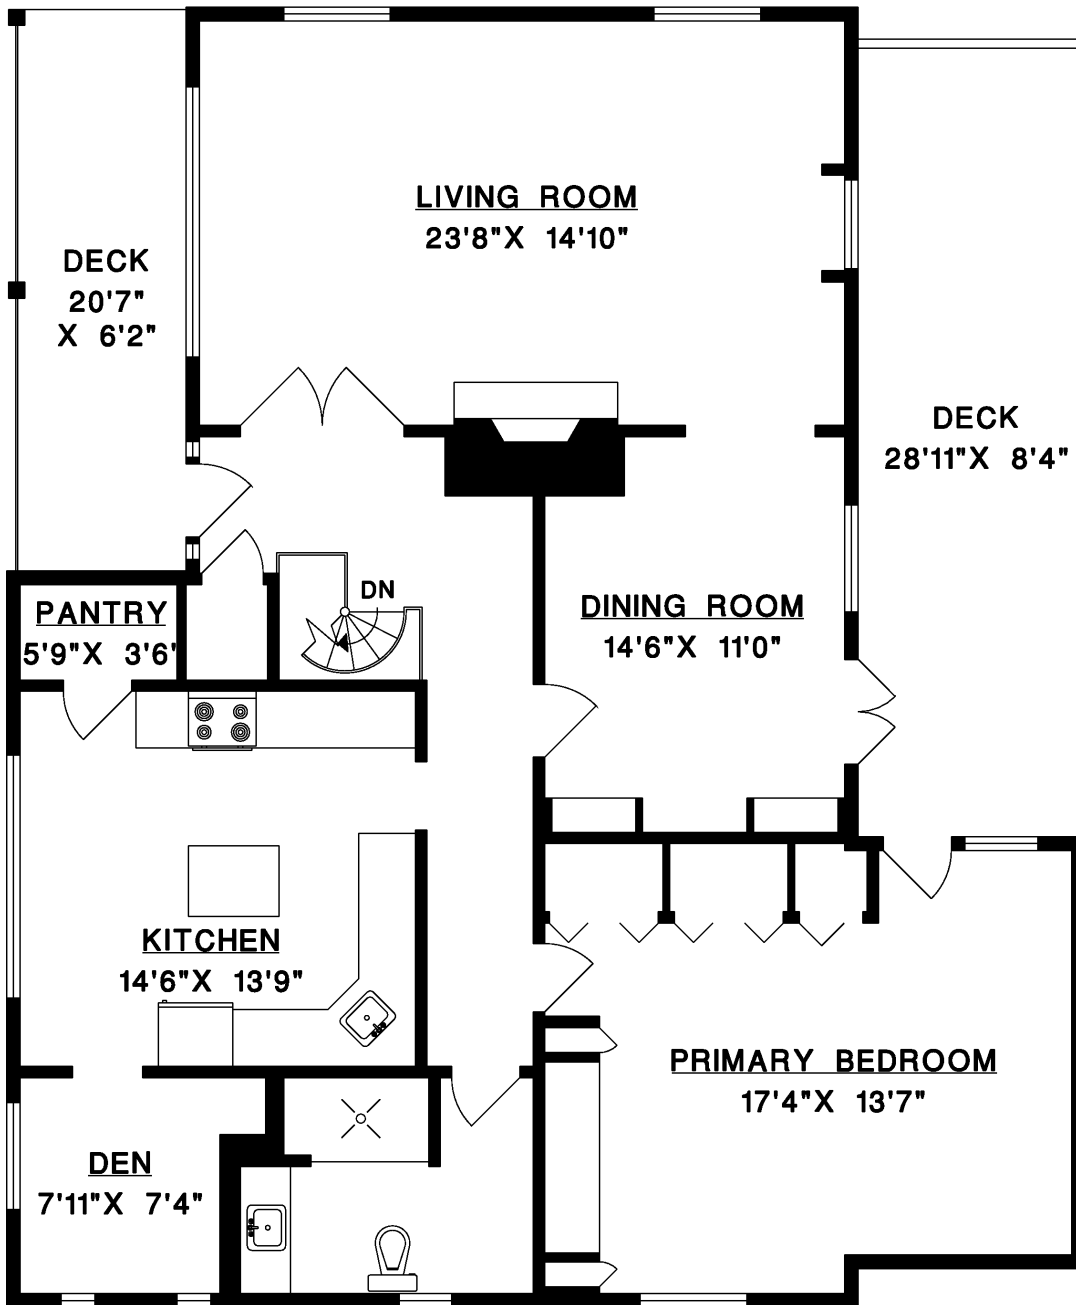 LIVING ROOM
23'8"X 14'10"
DECK
20'7"
X 6'2"
DECK
28'11"X 8'4"
DN
PANTRY
5'9"X 3'6'
DINING ROOM
14'6"X 11'0"
KITCHEN
14'6"X 13'9"
PRIMARY BEDROOM
17'4"X 13'7"
DEN
7'11"X 7'4"